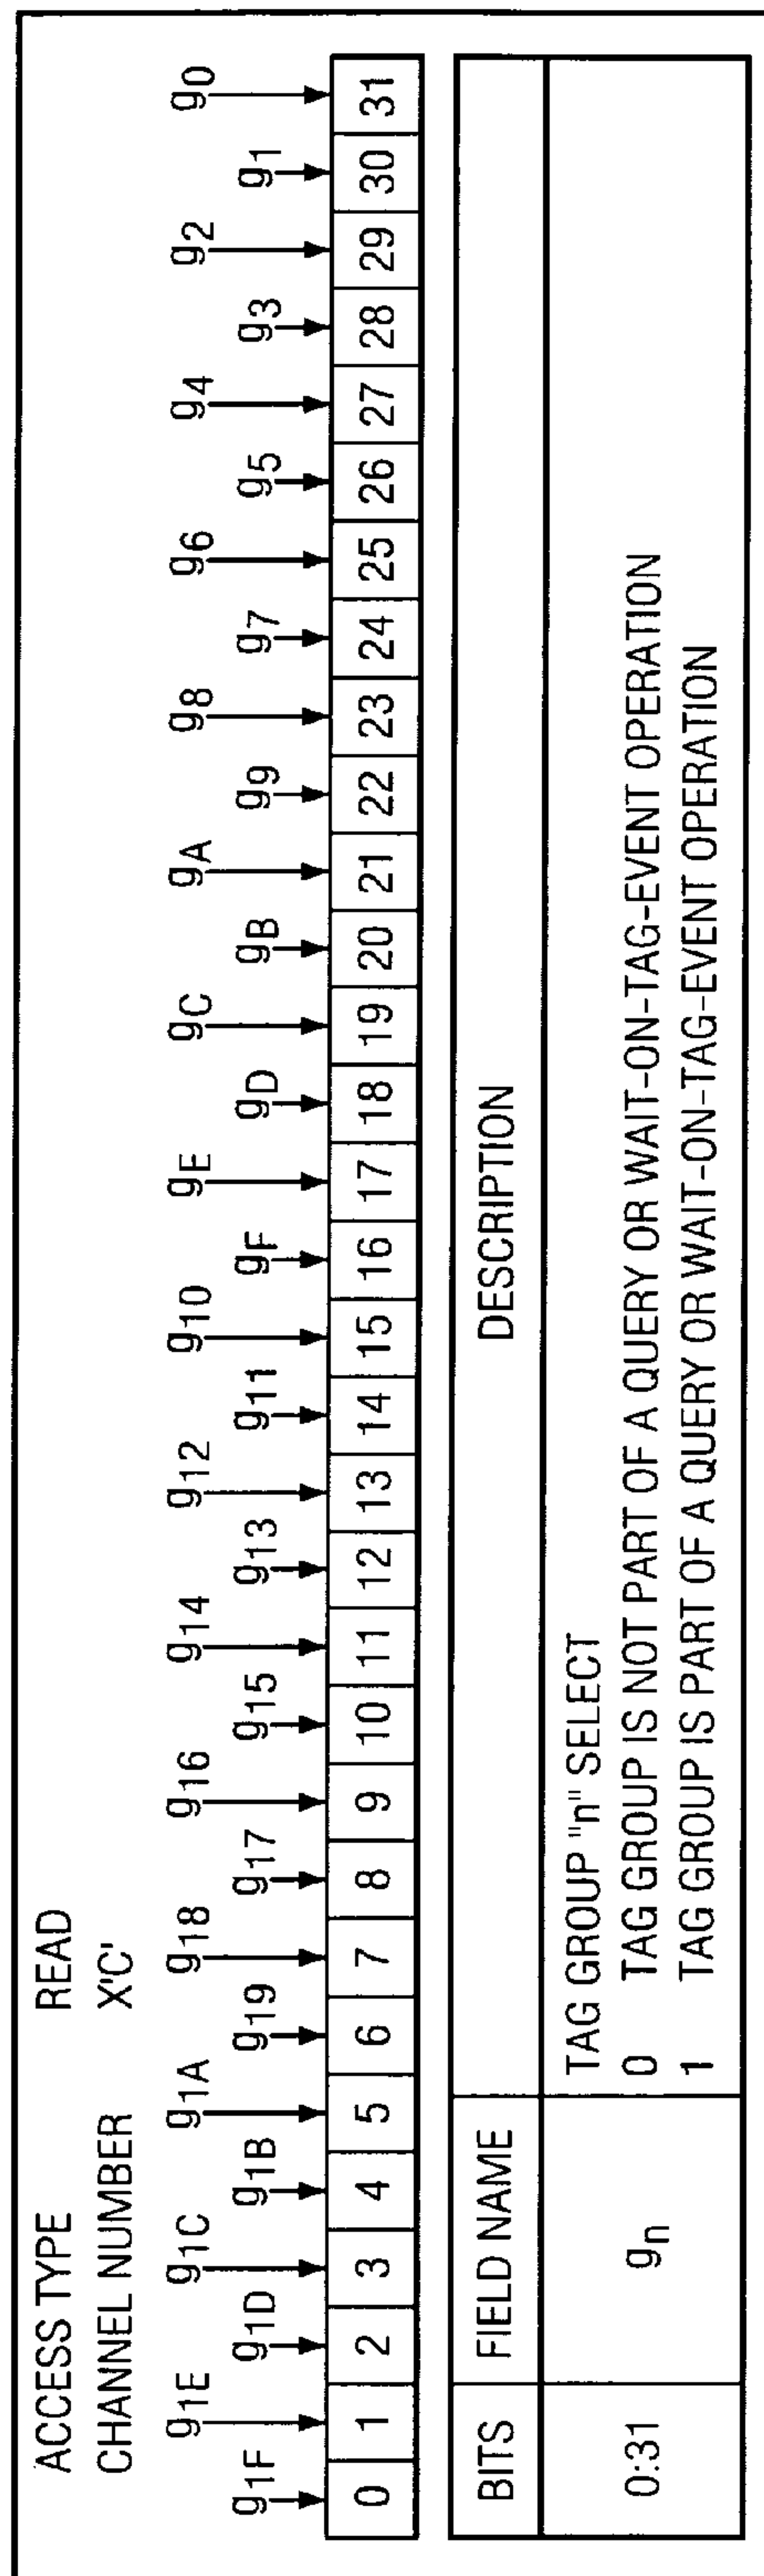 ACCESS TYPE READ
CHANNEL NUMBER X'C'
g1F g1E g1D g1C g1B g1A g19 g18 g17 g16 g15 g14 g13 g12 g11 g10 gF gE gD gC gB gA g9 g8 g7 g6 g5 g4 g3 g2 g1 g0
0 1 2 3 4 5 6 7 8 9 10 11 12 13 14 15 16 17 18 19 20 21 22 23 24 25 26 27 28 29 30 31
BITS FIELD NAME DESCRIPTION
0:31 gn TAG GROUP "n" SELECT
0 TAG GROUP IS NOT PART OF A QUERY OR WAIT-ON-TAG-EVENT OPERATION
1 TAG GROUP IS PART OF A QUERY OR WAIT-ON-TAG-EVENT OPERATION